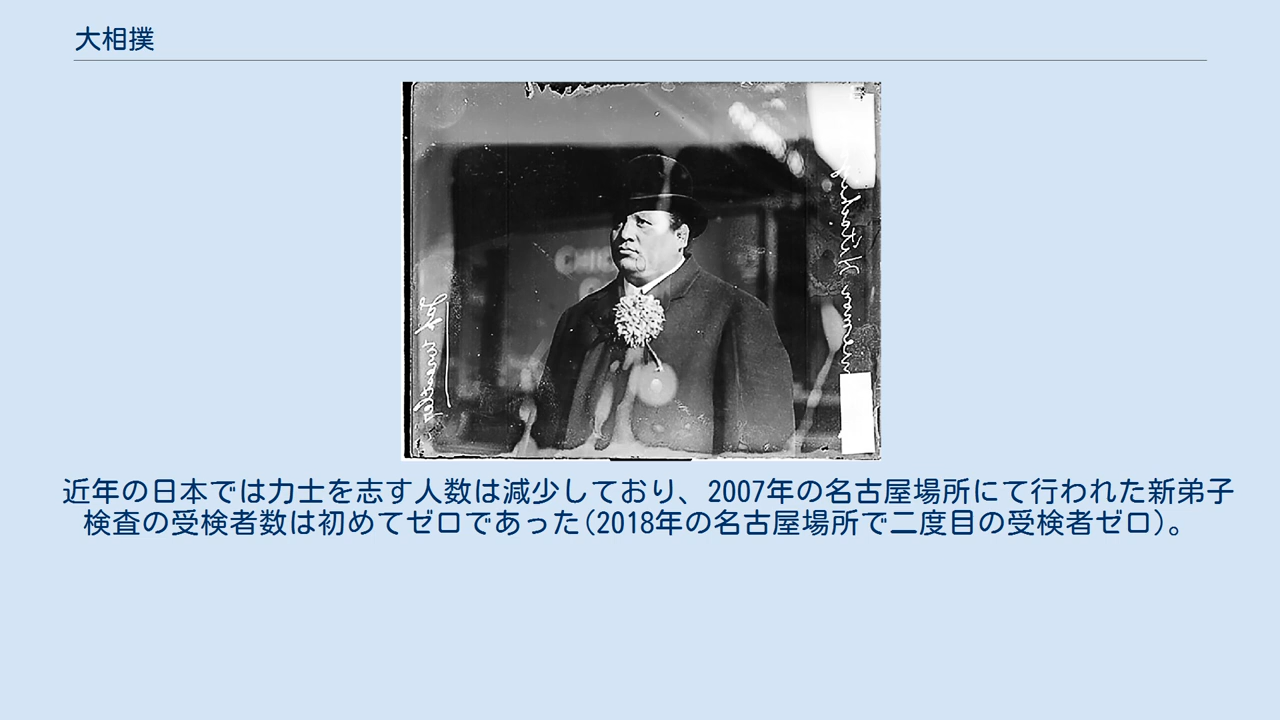 大相撲
近年の日本では力士を志す人数は減少しており、2007年の名古屋場所にて行われた新弟子
検査の受検者数は初めてゼロであった(2018年の名古屋場所で二度目の受検者ゼロ)。